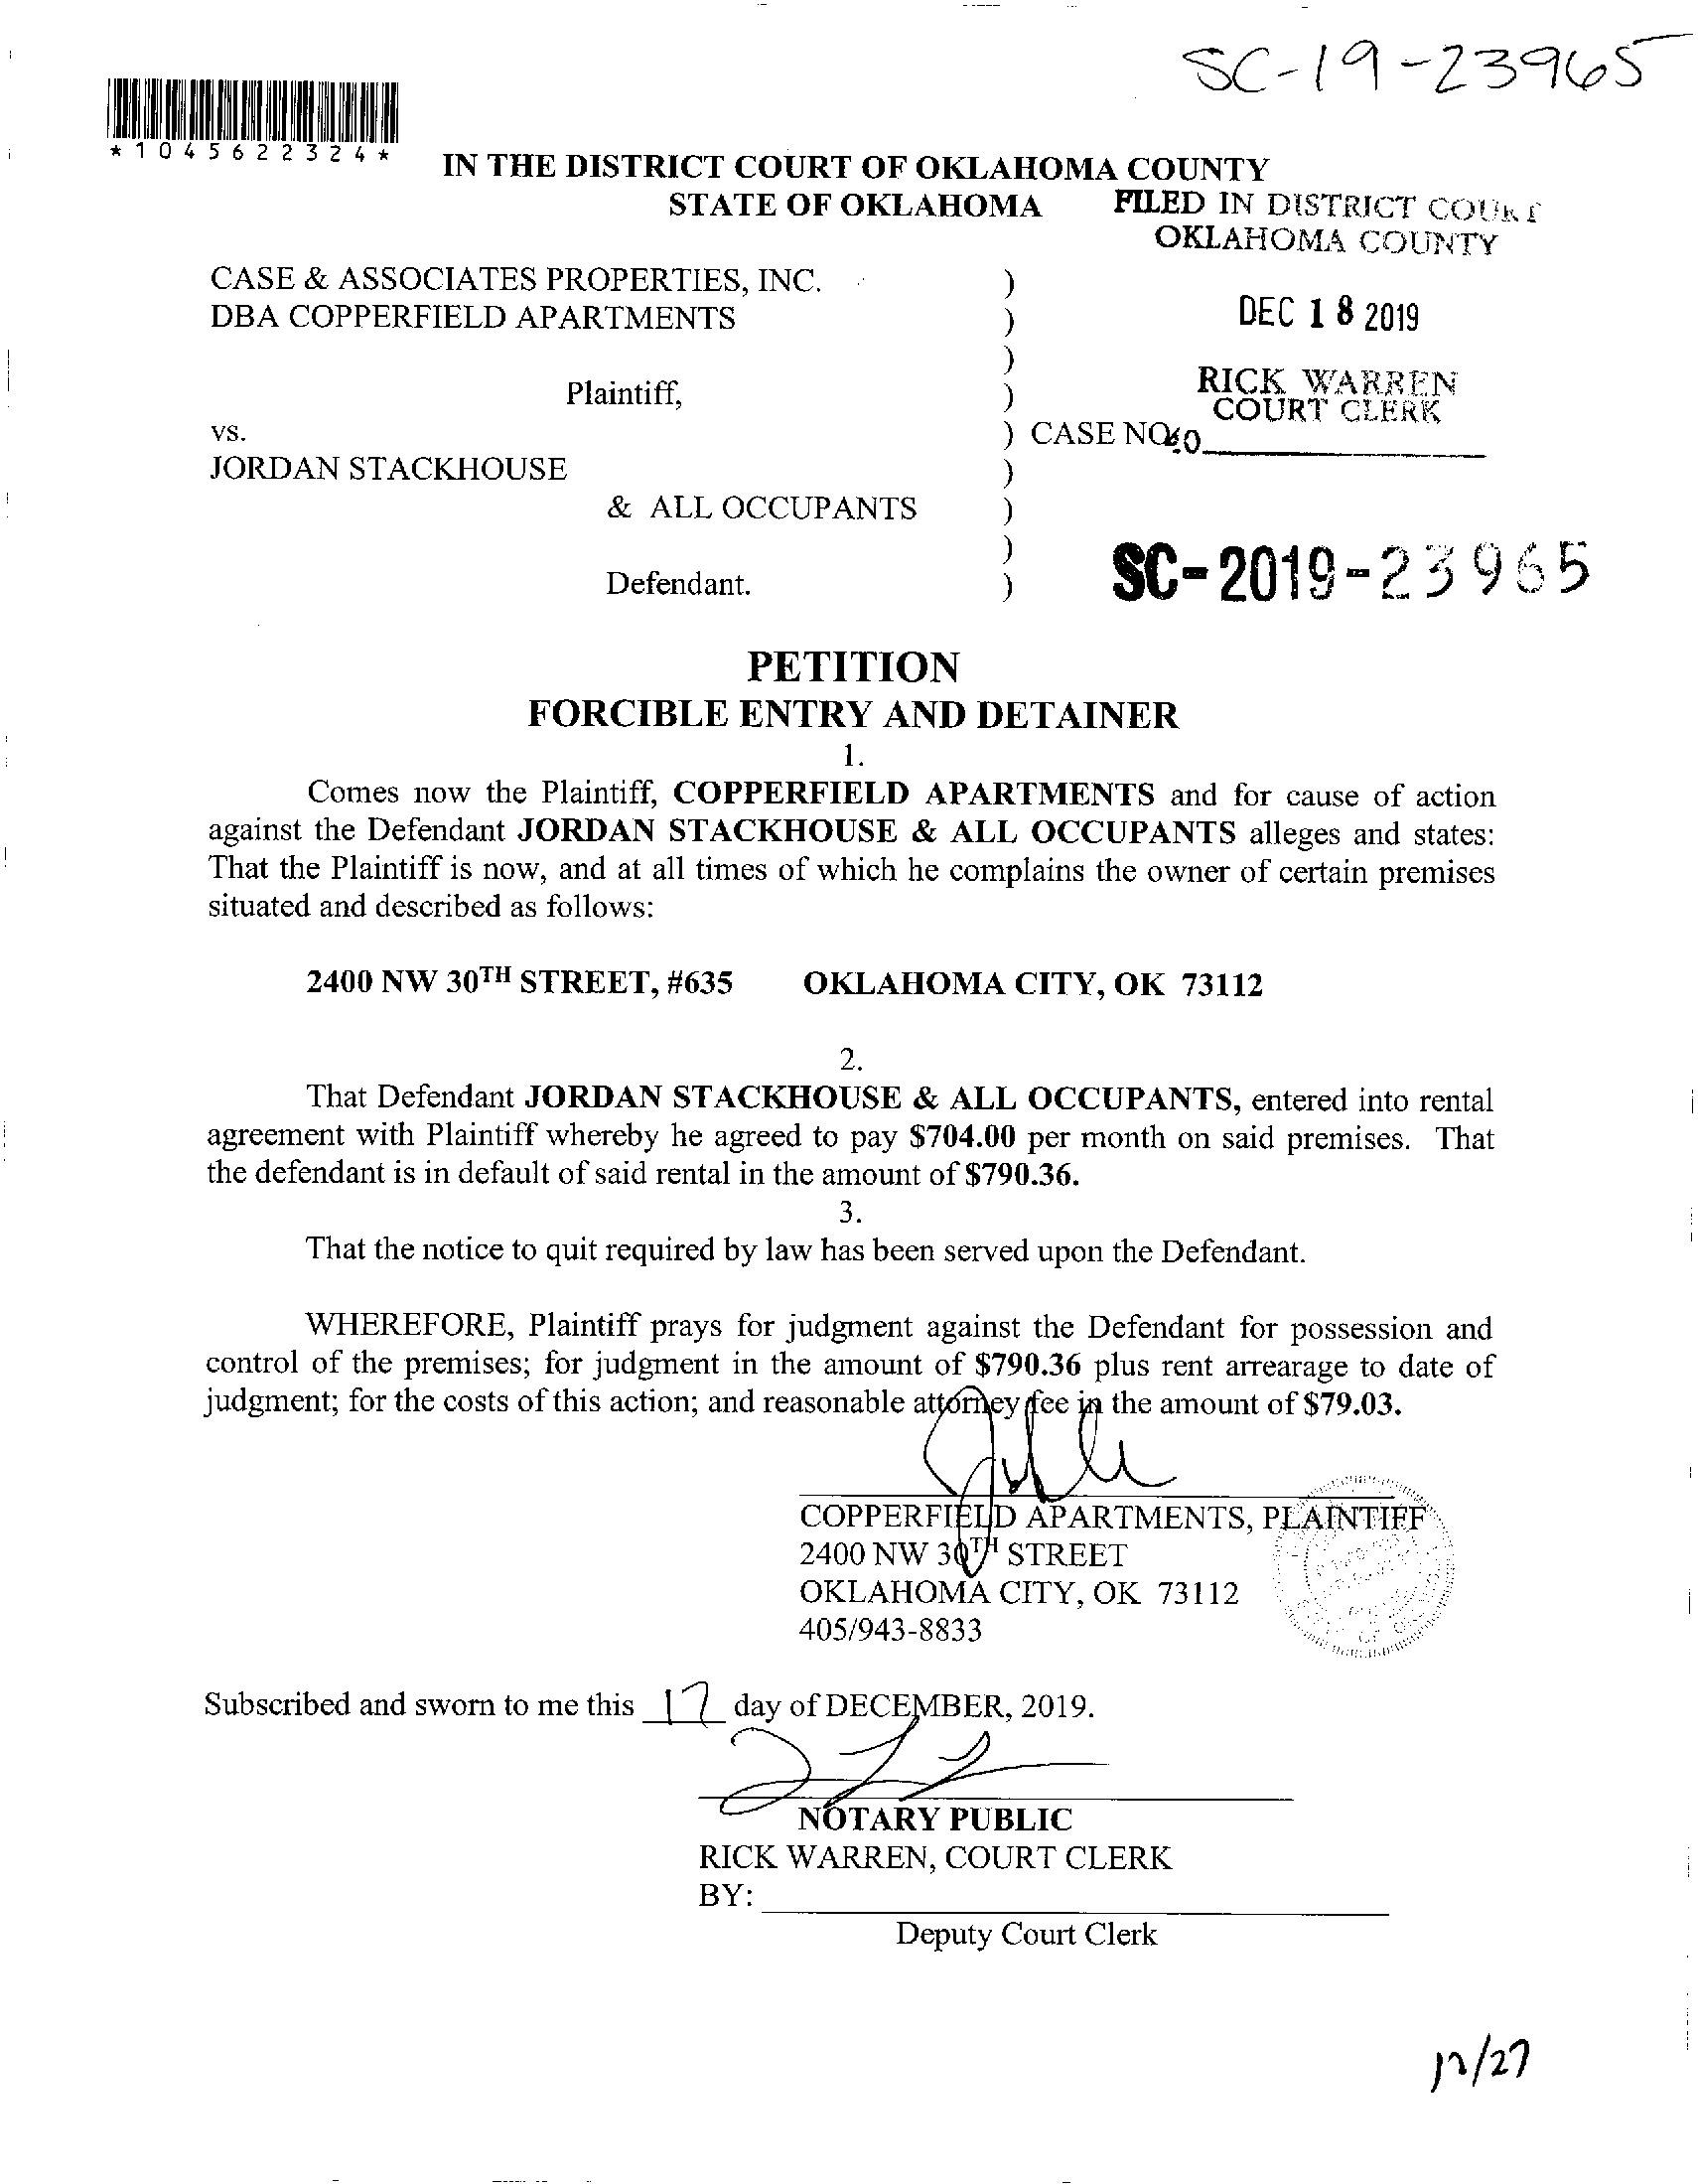 SC-19-23965
*1045622324*
IN THE DISTRICT COURT OF OKLAHOMA COUNTY
STATE OF OKLAHOMA
FILED IN DISTRICT COURT
OKLAHOMA COUNTY
CASE & ASSOCIATES PROPERTIES, INC. )
DBA COPPERFIELD APARTMENTS )
DEC 18 2019
)
Plaintiff, )
RICK WARREN
COURT CLERK
vs. ) CASE NO.
40
JORDAN STACKHOUSE )
& ALL OCCUPANTS )
)
Defendant. )
SC-2019-23965
PETITION
FORCIBLE ENTRY AND DETAINER
1.
Comes now the Plaintiff, COPPERFIELD APARTMENTS and for cause of action
against the Defendant JORDAN STACKHOUSE & ALL OCCUPANTS alleges and states:
That the Plaintiff is now, and at all times of which he complains the owner of certain premises
situated and described as follows:
2400 NW 30TH STREET, #635 OKLAHOMA CITY, OK 73112
2.
That Defendant JORDAN STACKHOUSE & ALL OCCUPANTS, entered into rental
agreement with Plaintiff whereby he agreed to pay $704.00 per month on said premises. That
the defendant is in default of said rental in the amount of $790.36.
3.
That the notice to quit required by law has been served upon the Defendant.
WHEREFORE, Plaintiff prays for judgment against the Defendant for possession and
control of the premises; for judgment in the amount of $790.36 plus rent arrearage to date of
judgment; for the costs of this action; and reasonable attorney fee in the amount of $79.03.
COPPERFIELD APARTMENTS, PLAINTIFF
2400 NW 30TH STREET
OKLAHOMA CITY, OK 73112
405/943-8833
Subscribed and sworn to me this 17 day of DECEMBER, 2019.
NOTARY PUBLIC
RICK WARREN, COURT CLERK
BY:
Deputy Court Clerk
12/27